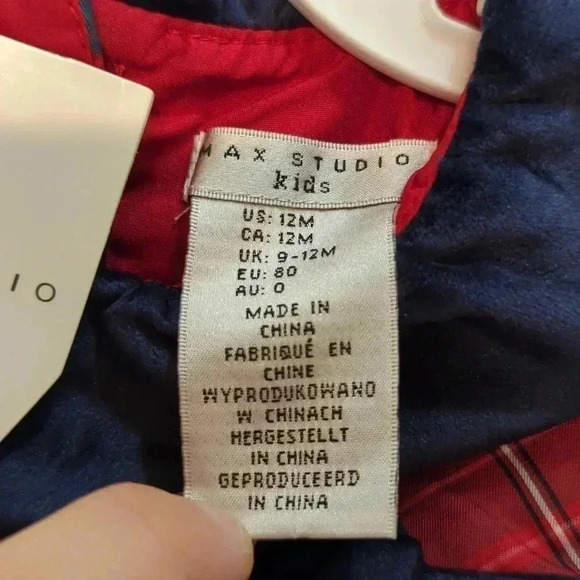 MAX STUDIO
kids
US: 12M
CA: 12M
UK: 9-12M
EU: 80
AU: 0
MADE IN
CHINA
FABRIQUÉ EN
CHINE
WYPRODUKOWANO
W CHINACH
HERGESTELLT
IN CHINA
GEPRODUCEERD
IN CHINA
IO